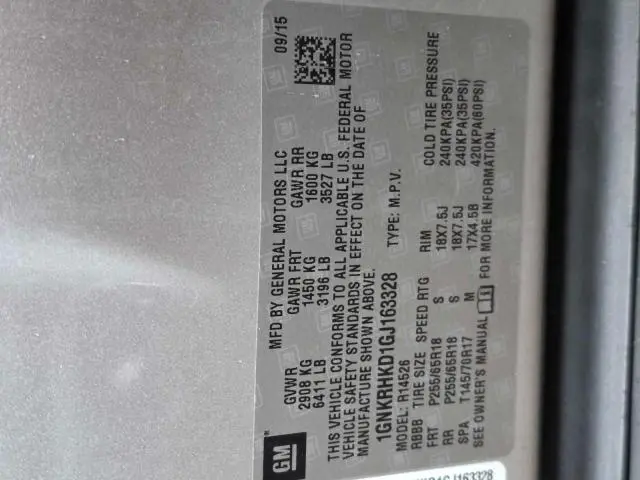 GM
MFD BY GENERAL MOTORS LLC 09/15
GVWR GAWR FRT GAWR RR
2908 KG 1450 KG 1600 KG
6411 LB 3196 LB 3527 LB
THIS VEHICLE CONFORMS TO ALL APPLICABLE U.S. FEDERAL MOTOR
VEHICLE SAFETY STANDARDS IN EFFECT ON THE DATE OF
MANUFACTURE SHOWN ABOVE.
1GNKRHKD1GJ163328 TYPE: M.P.V.
MODEL: R14526
RBBB TIRE SIZE SPEED RTG RIM COLD TIRE PRESSURE
FRT P255/65R18 S 18X7.5J 240KPA(35PSI)
RR P255/65R18 S 18X7.5J 240KPA(35PSI)
SPA T145/70R17 M 17X4.5B 420KPA(60PSI)
SEE OWNER'S MANUAL FOR MORE INFORMATION.
J163328